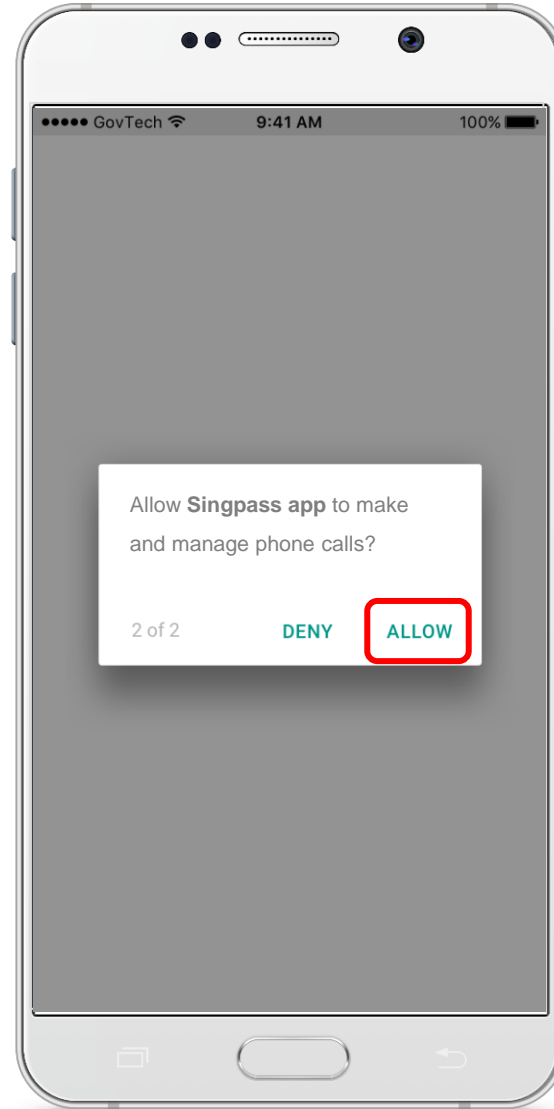 GovTech 9:41 AM 100%
Allow Singpass app to make
and manage phone calls?
2 of 2 DENY ALLOW